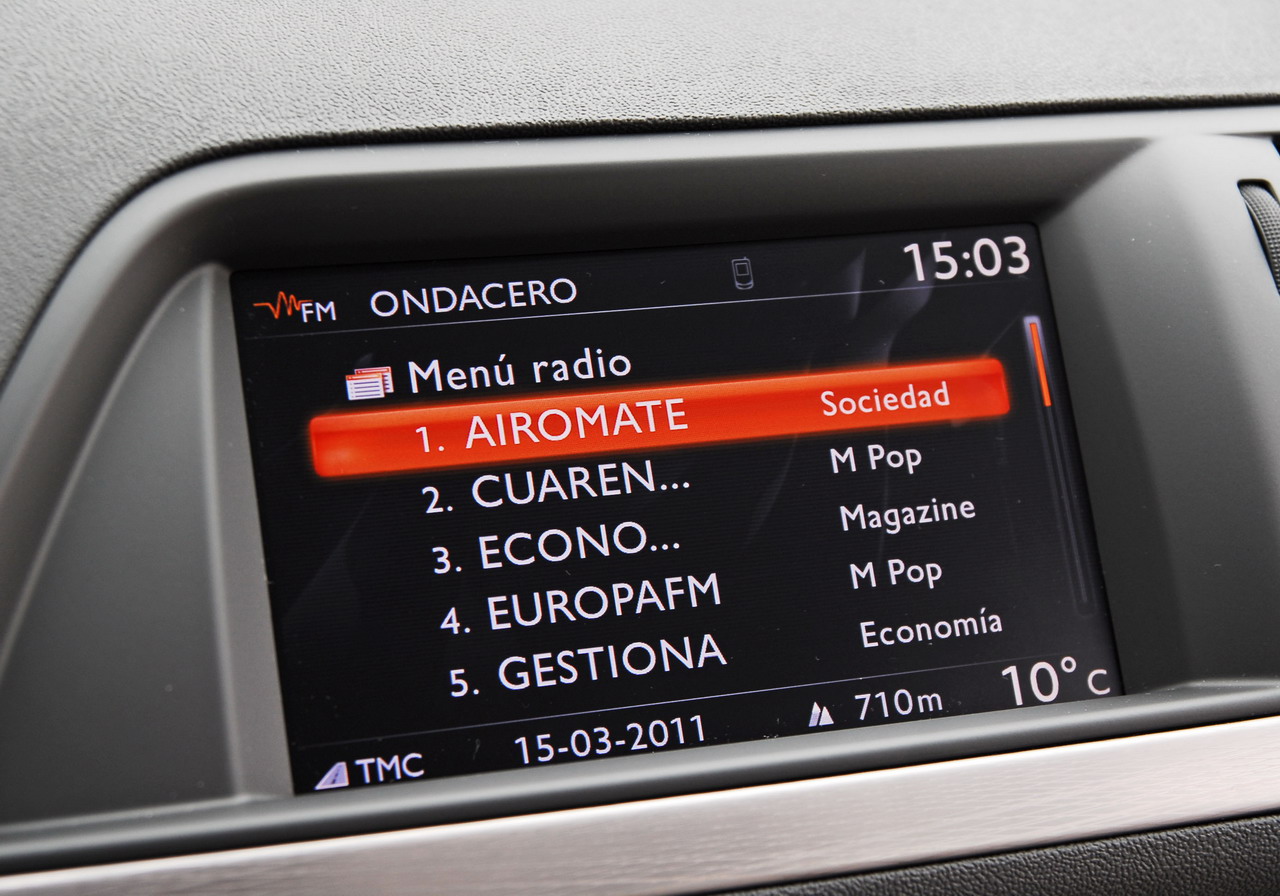 FM ONDACERO 15:03
Menú radio
1. AIROMATE Sociedad
2. CUAREN... M Pop
3. ECONO... Magazine
4. EUROPAFM M Pop
5. GESTIONA Economía
TMC 15-03-2011 710m 10°C